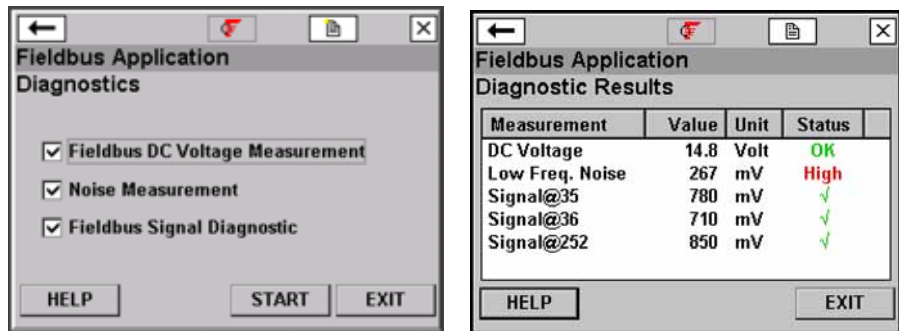 Fieldbus Application
Diagnostics
Fieldbus DC Voltage Measurement
Noise Measurement
Fieldbus Signal Diagnostic
HELP START EXIT
Fieldbus Application
Diagnostic Results
Measurement Value Unit Status
DC Voltage 14.8 Volt OK
Low Freq. Noise 267 mV High
Signal@35 780 mV √
Signal@36 710 mV √
Signal@252 850 mV √
HELP EXIT